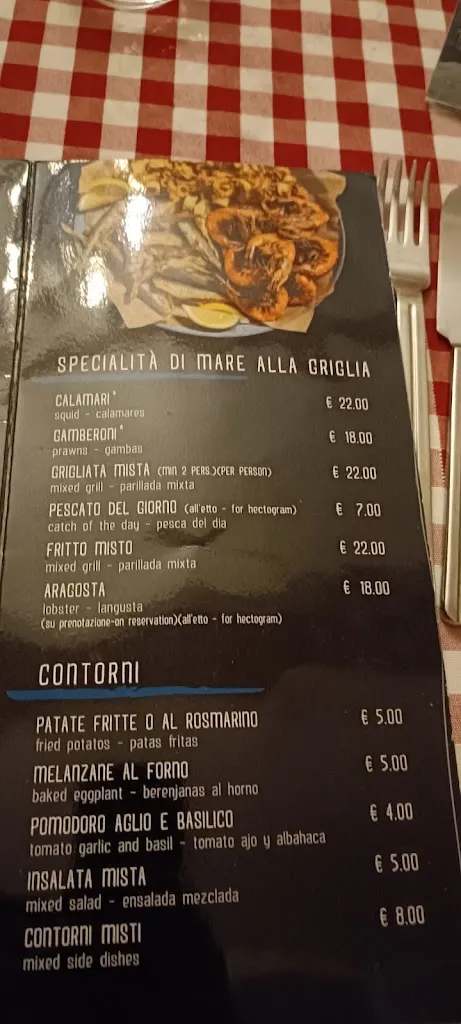 SPECIALITÀ DI MARE ALLA GRIGLIA
CALAMARI* € 22.00
squid - calamares
GAMBERONI* € 18.00
prawns - gambas
GRIGLIATA MISTA (MIN 2 PERS.)(PER PERSON) € 22.00
mixed grill - parillada mixta
PESCATO DEL GIORNO (all'etto - for hectogram) € 7.00
catch of the day - pesca del dia
FRITTO MISTO € 22.00
mixed grill - parillada mixta
ARAGOSTA € 18.00
lobster - langusta
(su prenotazione-on reservation)(all'etto - for hectogram)
CONTORNI
PATATE FRITTE O AL ROSMARINO € 5.00
fried potatos - patas fritas
MELANZANE AL FORNO € 5.00
baked eggplant - berenjanas al horno
POMODORO AGLIO E BASILICO € 4.00
tomato garlic and basil - tomato ajo y albahaca
INSALATA MISTA € 5.00
mixed salad - ensalada mezclada
CONTORNI MISTI € 8.00
mixed side dishes